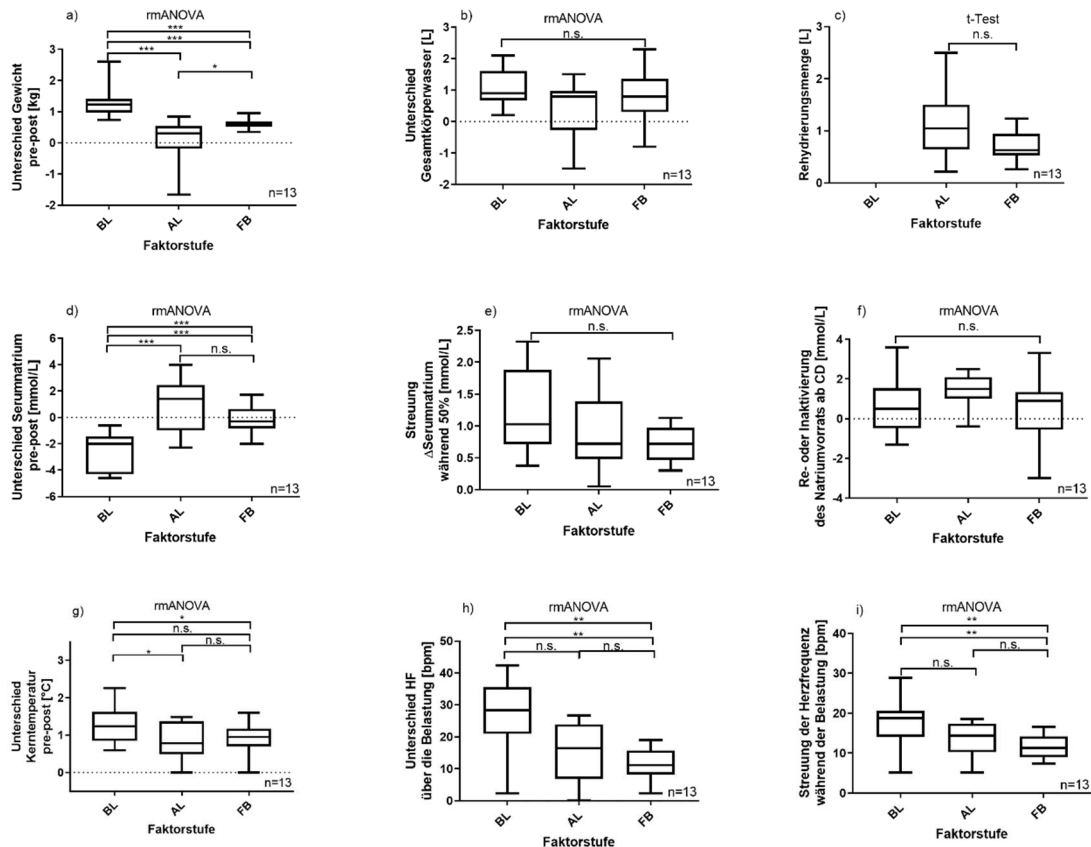 a)
rmANOVA
***
***
***
*
Unterschied Gewicht
pre-post [kg]
3
2
1
0
-1
-2
n=13
BL
AL
FB
Faktorstufe
b)
rmANOVA
n.s.
Unterschied
Gesamtkörperwasser [L]
3
2
1
0
-1
-2
n=13
BL
AL
FB
Faktorstufe
c)
t-Test
n.s.
Rehydrierungsmenge [L]
3
2
1
0
n=13
BL
AL
FB
Faktorstufe
d)
rmANOVA
***
***
***
n.s.
Unterschied Serumnatrium
pre-post [mmol/L]
6
4
2
0
-2
-4
-6
n=13
BL
AL
FB
Faktorstufe
e)
rmANOVA
n.s.
Streuung
ΔSerumnatrium
während 50% [mmol/L]
2.5
2.0
1.5
1.0
0.5
0.0
n=13
BL
AL
FB
Faktorstufe
f)
rmANOVA
n.s.
Re- oder Inaktivierung
des Natriumvorrats ab CD [mmol/L]
4
2
0
-2
-4
n=13
BL
AL
FB
Faktorstufe
g)
rmANOVA
*
n.s.
*
n.s.
Unterschied
Kerntemperatur
pre-post [°C]
3
2
1
0
n=13
BL
AL
FB
Faktorstufe
h)
rmANOVA
**
**
n.s.
n.s.
Unterschied HF
über die Belastung [bpm]
50
40
30
20
10
0
n=13
BL
AL
FB
Faktorstufe
i)
rmANOVA
**
**
n.s.
n.s.
Streuung der Herzfrequenz
während der Belastung [bpm]
40
30
20
10
0
n=13
BL
AL
FB
Faktorstufe